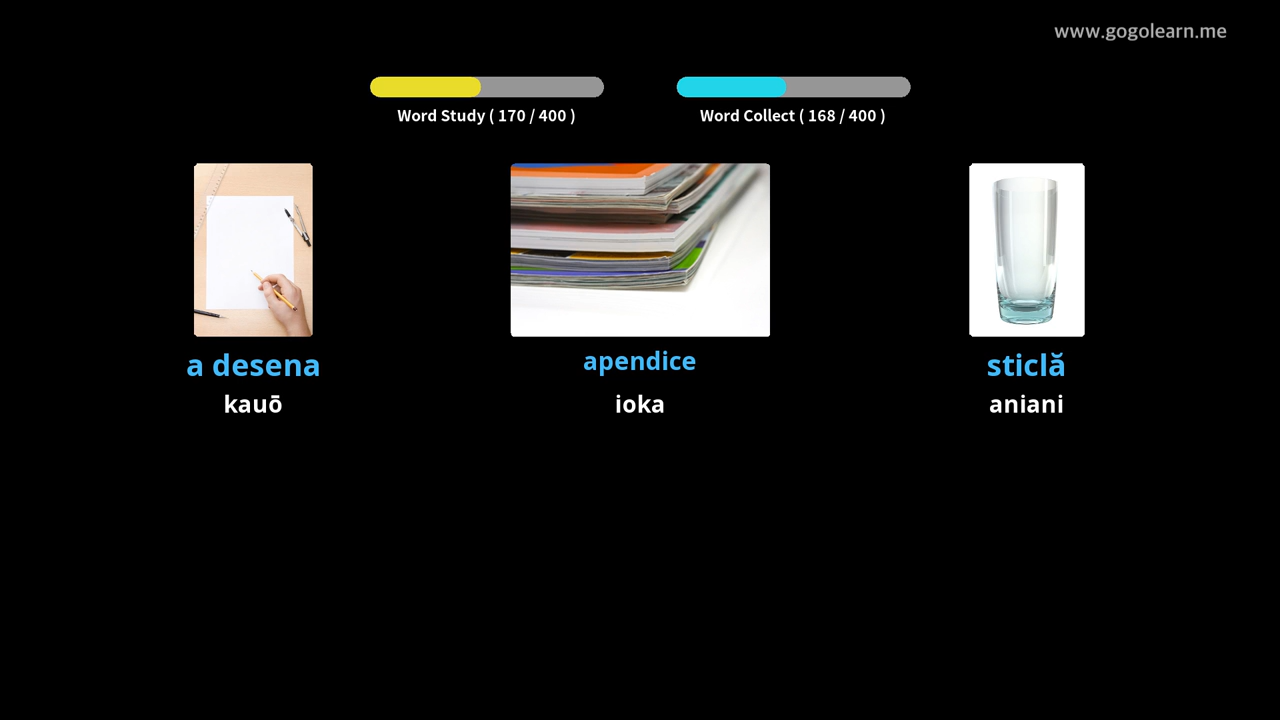 www.gogolearn.me
Word Study ( 170 / 400 )
Word Collect ( 168 / 400 )
a desena
apendice
sticlă
kauō
ioka
aniani